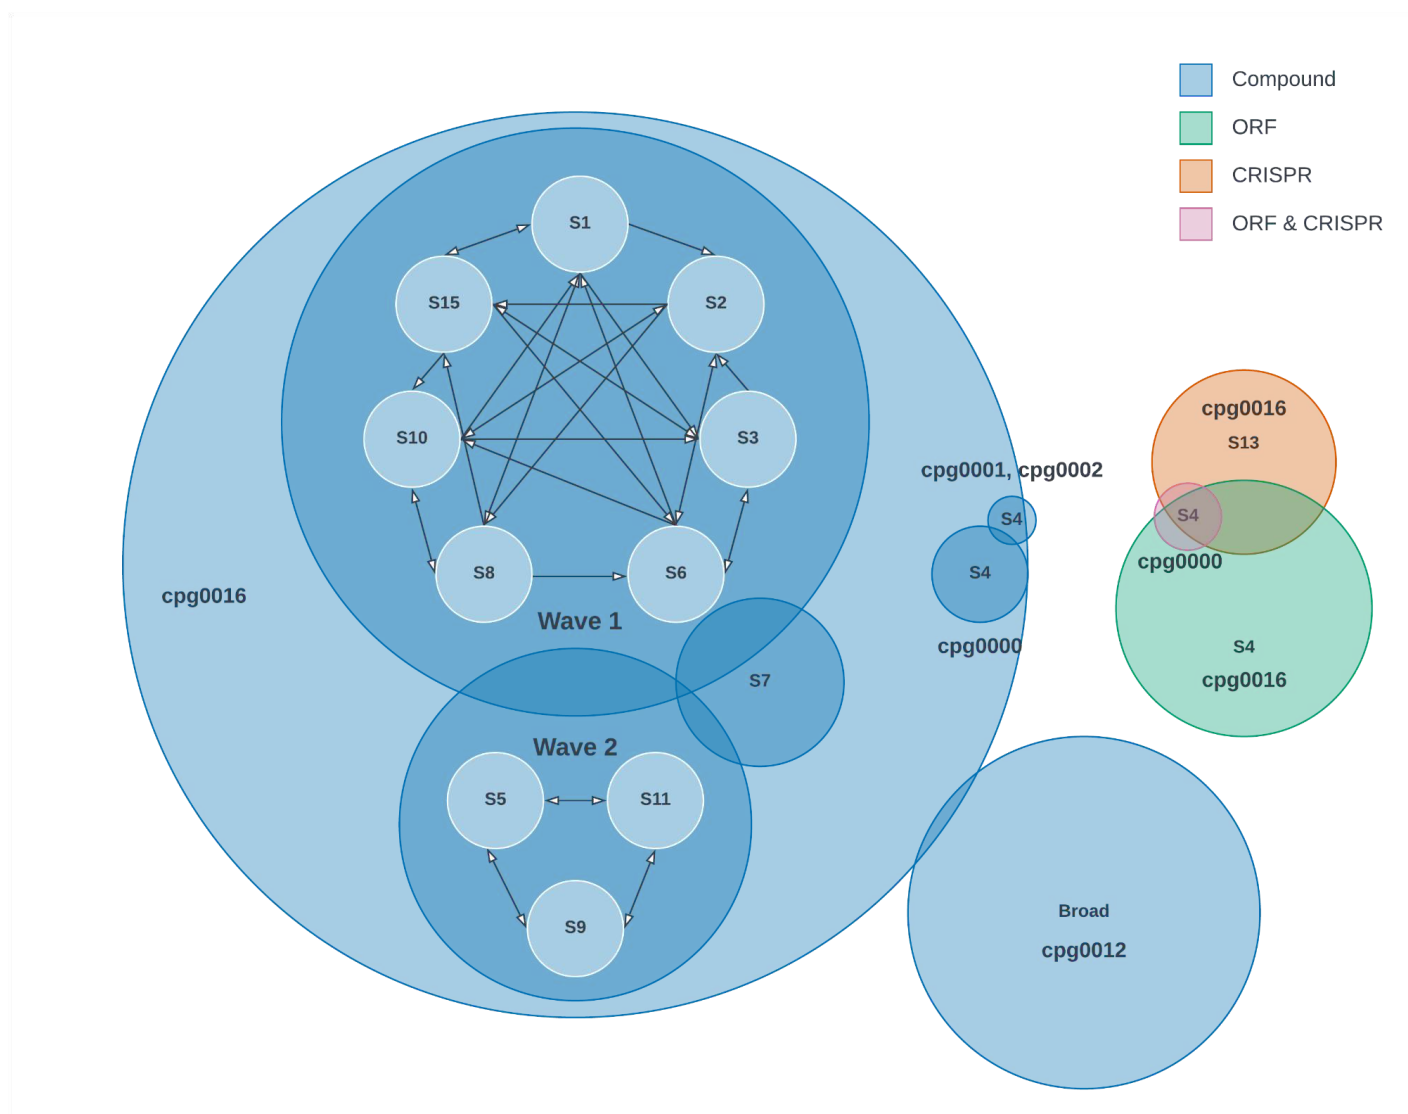 Compound
ORF
CRISPR
ORF & CRISPR
S1
S15
S2
S10
S3
S8
S6
Wave 1
cpg0016
S7
Wave 2
S5
S11
S9
cpg0001, cpg0002
S4
S4
cpg0000
cpg0016
S13
S4
cpg0000
S4
cpg0016
Broad
cpg0012